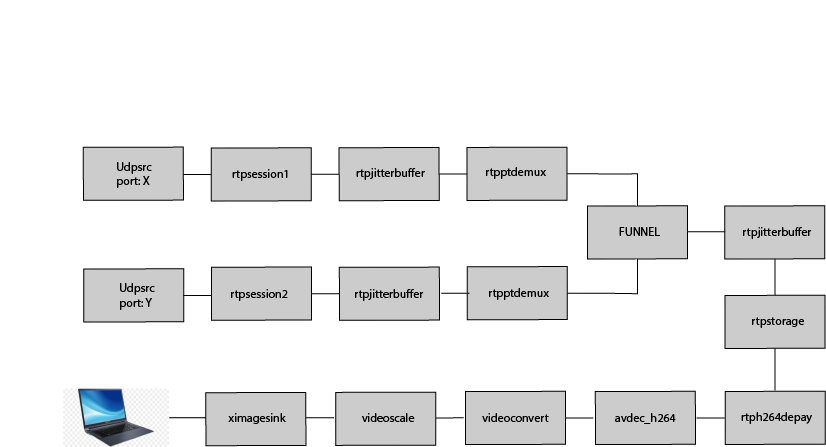 Udpsrc
port: X
rtpsession1
rtpjitterbuffer
rtpptdemux
FUNNEL
rtpjitterbuffer
Udpsrc
port: Y
rtpsession2
rtpjitterbuffer
rtpptdemux
rtpstorage
ximagesink
videoscale
videoconvert
avdec_h264
rtph264depay